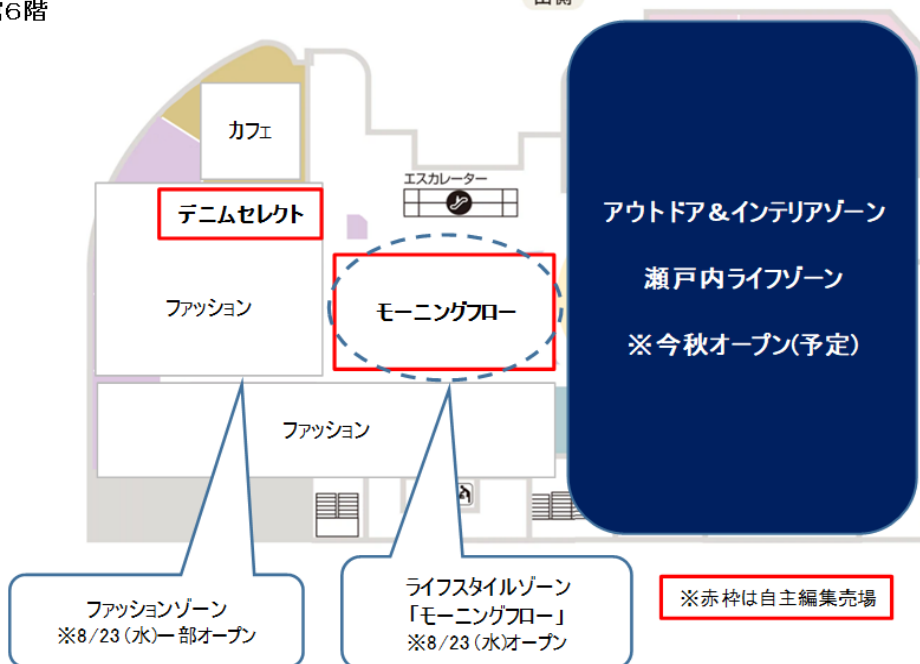 6階
カフェ
エスカレーター
デニムセレクト
アウトドア&インテリアゾーン
瀬戸内ライフゾーン
※今秋オープン(予定)
ファッション
モーニングフロー
ファッション
ファッションゾーン
※8/23(水)一部オープン
ライフスタイルゾーン
「モーニングフロー」
※8/23(水)オープン
※赤枠は自主編集売場